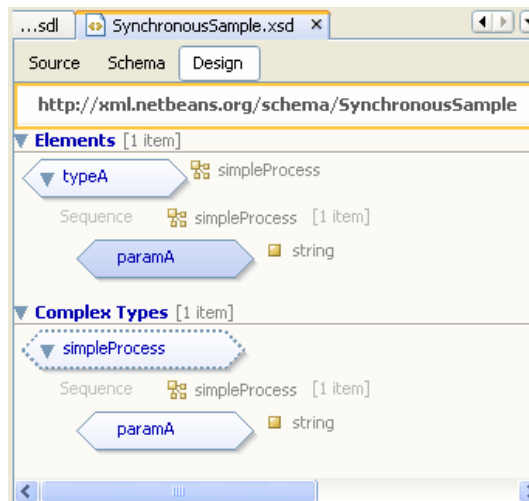 ...sdl SynchronousSample.xsd
Source Schema Design
http://xml.netbeans.org/schema/SynchronousSample
Elements [1 item]
typeA simpleProcess
Sequence simpleProcess [1 item]
paramA string
Complex Types [1 item]
simpleProcess
Sequence simpleProcess [1 item]
paramA string